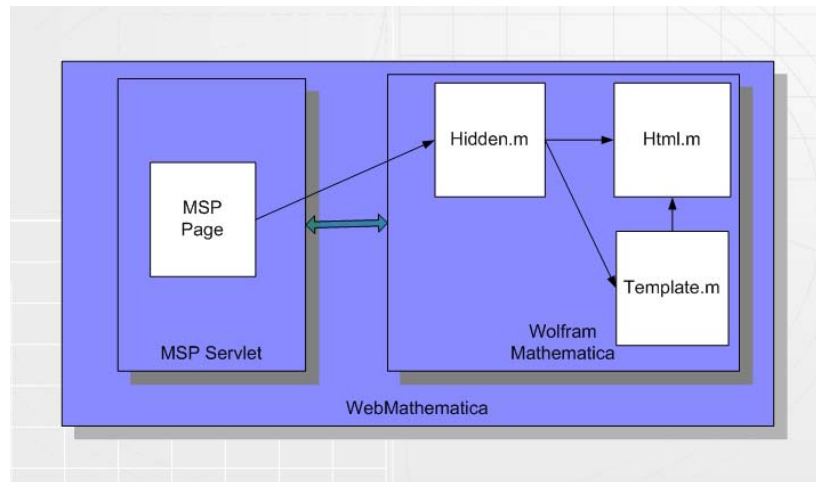 Hidden.m
Html.m
MSP
Page
Template.m
MSP Servlet
Wolfram
Mathematica
WebMathematica